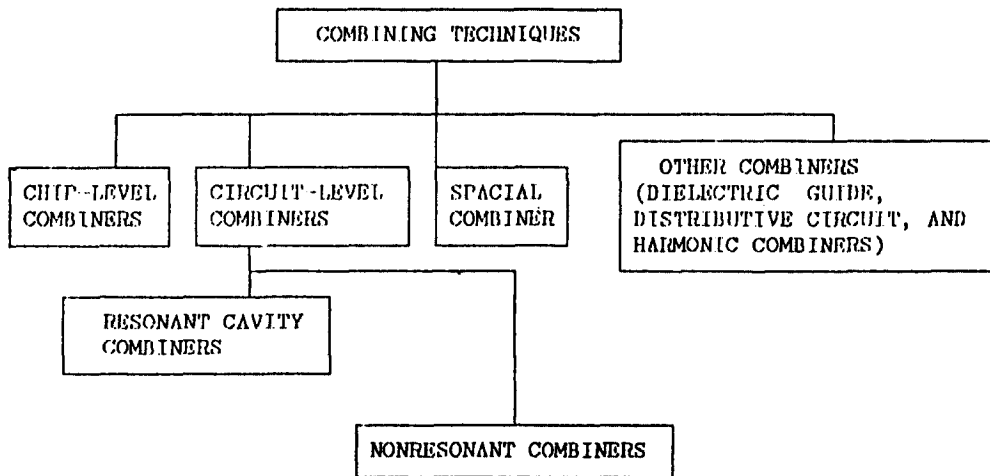 COMBINING TECHNIQUES
CHIP-LEVEL
COMBINERS
CIRCUIT-LEVEL
COMBINERS
SPACIAL
COMBINER
OTHER COMBINERS
(DIELECTRIC GUIDE,
DISTRIBUTIVE CIRCUIT, AND
HARMONIC COMBINERS)
RESONANT CAVITY
COMBINERS
NONRESONANT COMBINERS